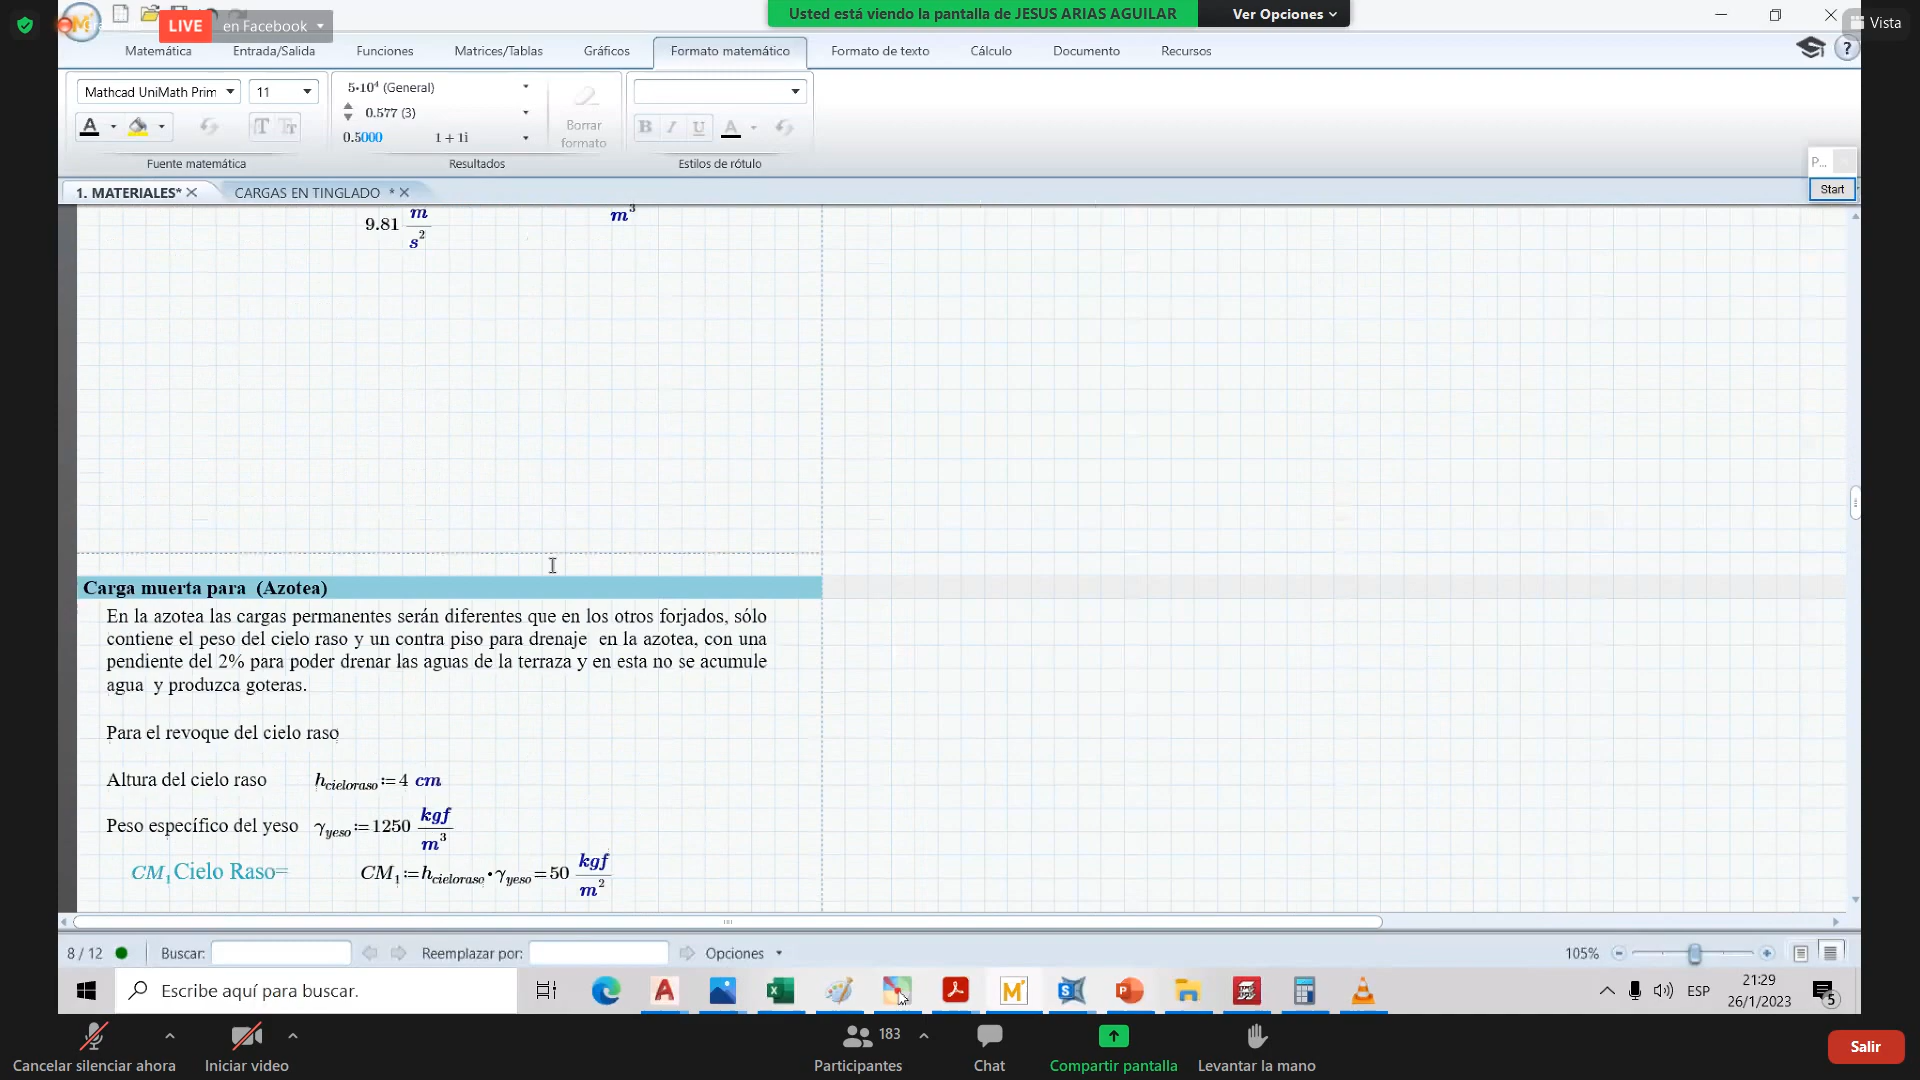 LIVE en Facebook
Usted está viendo la pantalla de JESUS ARIAS AGUILAR
Ver Opciones
Vista
Matemática Entrada/Salida Funciones Matrices/Tablas Gráficos Formato matemático Formato de texto Cálculo Documento Recursos
Mathcad UniMath Prim 11
5•10⁴ (General)
0.577 (3)
0.5000 1 + 1i
Borrar
formato
B I U A
Fuente matemática Resultados Estilos de rótulo
P...
Start
1. MATERIALES* CARGAS EN TINGLADO *
9.81 m/s² m³
Carga muerta para (Azotea)
En la azotea las cargas permanentes serán diferentes que en los otros forjados, sólo
contiene el peso del cielo raso y un contra piso para drenaje en la azotea, con una
pendiente del 2% para poder drenar las aguas de la terraza y en esta no se acumule
agua y produzca goteras.
Para el revoque del cielo raso
Altura del cielo raso h_cieloraso := 4 cm
Peso específico del yeso γ_yeso := 1250 kgf/m³
CM₁ Cielo Raso= CM₁ := h_cieloraso • γ_yeso = 50 kgf/m²
8 / 12 Buscar: Reemplazar por: Opciones 105%
Escribe aquí para buscar.
ESP
21:29
26/1/2023
5
Cancelar silenciar ahora Iniciar video Participantes 183 Chat Compartir pantalla Levantar la mano Salir